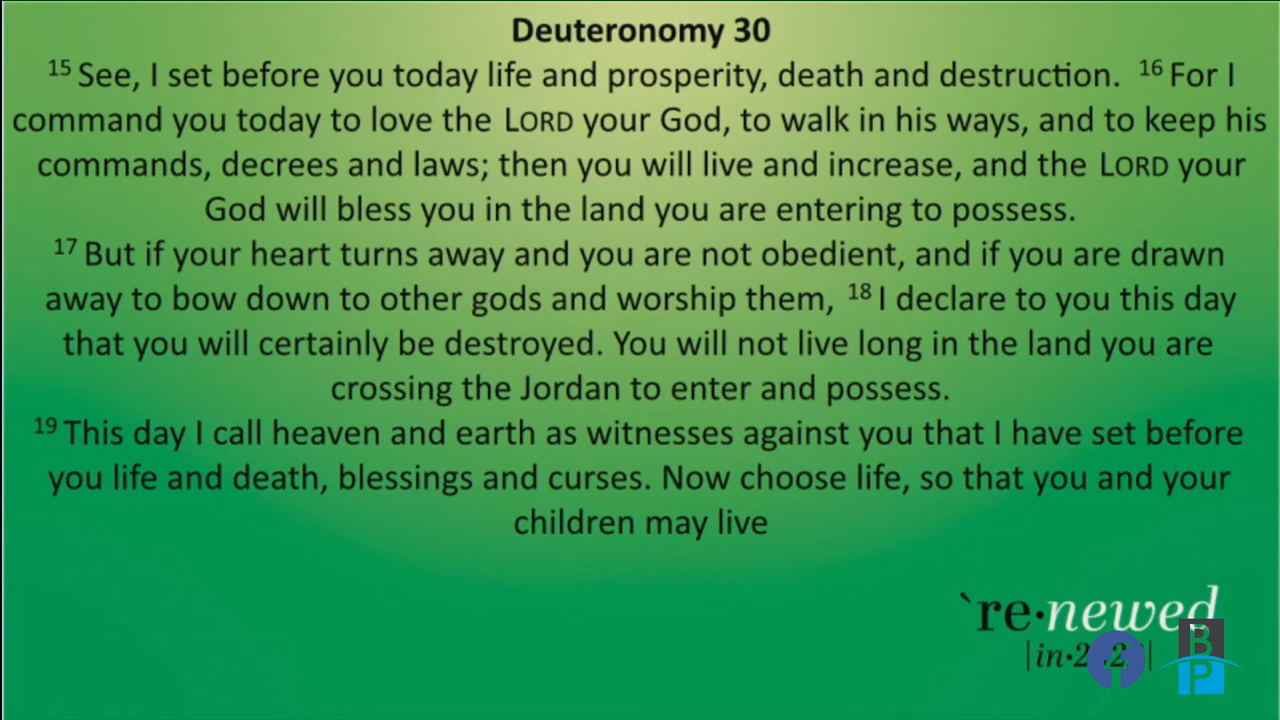 Deuteronomy 30
15 See, I set before you today life and prosperity, death and destruction. 16 For I
command you today to love the LORD your God, to walk in his ways, and to keep his
commands, decrees and laws; then you will live and increase, and the LORD your
God will bless you in the land you are entering to possess.
17 But if your heart turns away and you are not obedient, and if you are drawn
away to bow down to other gods and worship them, 18 I declare to you this day
that you will certainly be destroyed. You will not live long in the land you are
crossing the Jordan to enter and possess.
19 This day I call heaven and earth as witnesses against you that I have set before
you life and death, blessings and curses. Now choose life, so that you and your
children may live
`re·newed
|in·
B
P